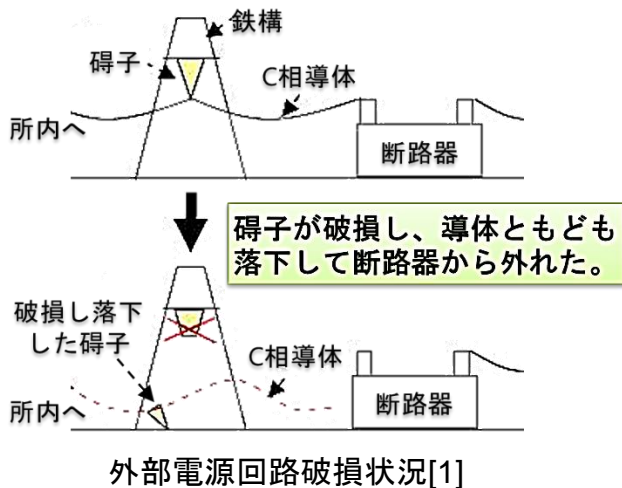 鉄構
碍子
C相導体
所内へ
断路器
碍子が破損し、導体ともども
落下して断路器から外れた。
破損し落下
した碍子
C相導体
所内へ
断路器
外部電源回路破損状況[1]